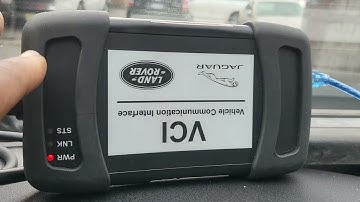 VCI
Vehicle Communication Interface
JAGUAR
LAND
ROVER
PWR
LNK
STS